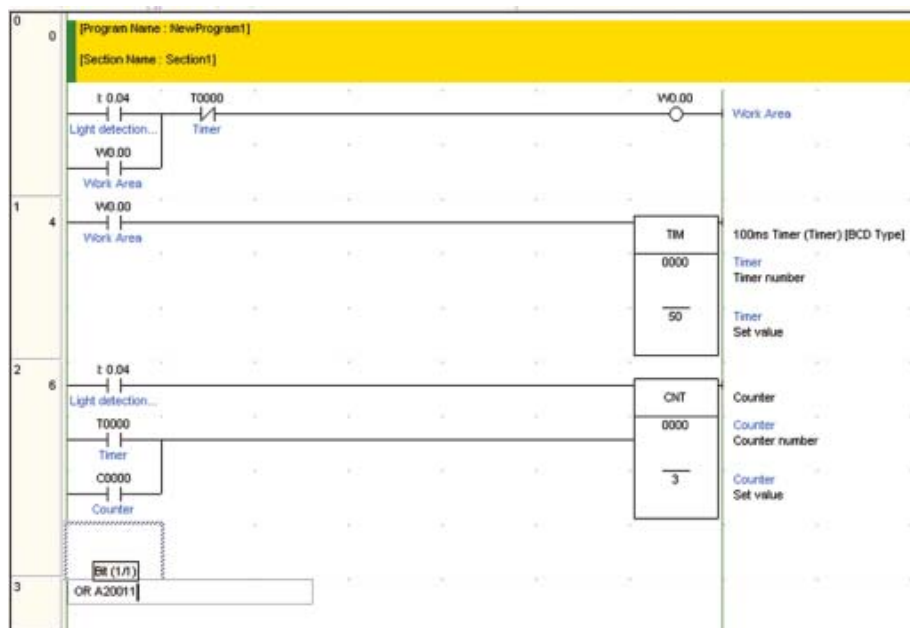 0
0
[Program Name : NewProgram1]
[Section Name : Section1]
I: 0.04
T0000
W0.00
Work Area
Light detection...
Timer
W0.00
Work Area
1
4
W0.00
Work Area
TIM
100ms Timer (Timer) [BCD Type]
0000
Timer
Timer number
50
Timer
Set value
2
6
I: 0.04
Light detection...
CNT
Counter
T0000
Timer
0000
Counter
Counter number
C0000
Counter
3
Counter
Set value
Bit (1/1)
3
OR A20011